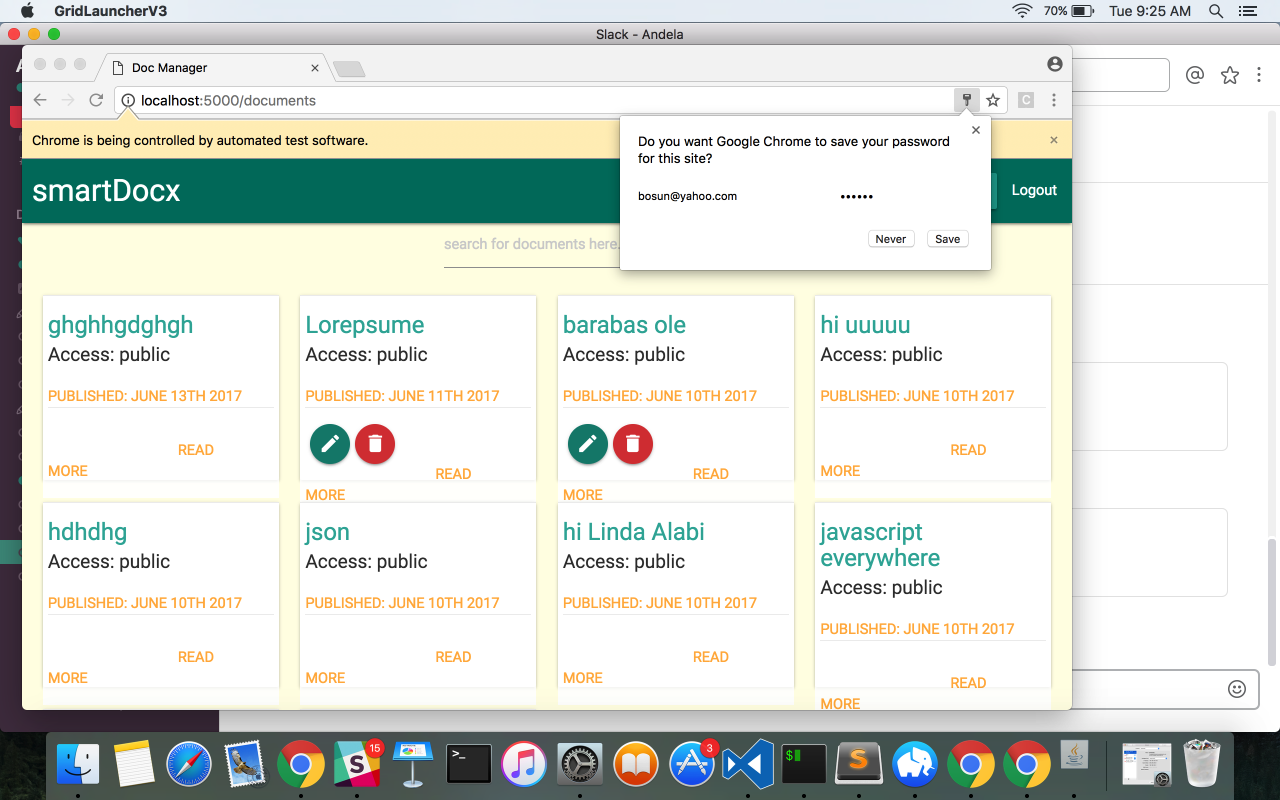 GridLauncherV3
70%
Tue 9:25 AM
Slack - Andela
Doc Manager
localhost:5000/documents
C
Chrome is being controlled by automated test software.
Do you want Google Chrome to save your password
for this site?
bosun@yahoo.com
••••••
Never
Save
smartDocx
Logout
search for documents here.
ghghhgdghgh
Access: public
PUBLISHED: JUNE 13TH 2017
READ
MORE
Lorepsume
Access: public
PUBLISHED: JUNE 11TH 2017
READ
MORE
barabas ole
Access: public
PUBLISHED: JUNE 10TH 2017
READ
MORE
hi uuuuu
Access: public
PUBLISHED: JUNE 10TH 2017
READ
MORE
hdhdhg
Access: public
PUBLISHED: JUNE 10TH 2017
READ
MORE
json
Access: public
PUBLISHED: JUNE 10TH 2017
READ
MORE
hi Linda Alabi
Access: public
PUBLISHED: JUNE 10TH 2017
READ
MORE
javascript
everywhere
Access: public
PUBLISHED: JUNE 10TH 2017
READ
MORE
15
3